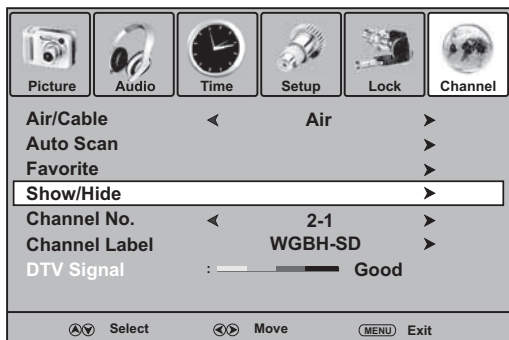 Picture Audio Time Setup Lock Channel
Air/Cable Air
Auto Scan
Favorite
Show/Hide
Channel No. 2-1
Channel Label WGBH-SD
DTV Signal : Good
Select Move MENU Exit